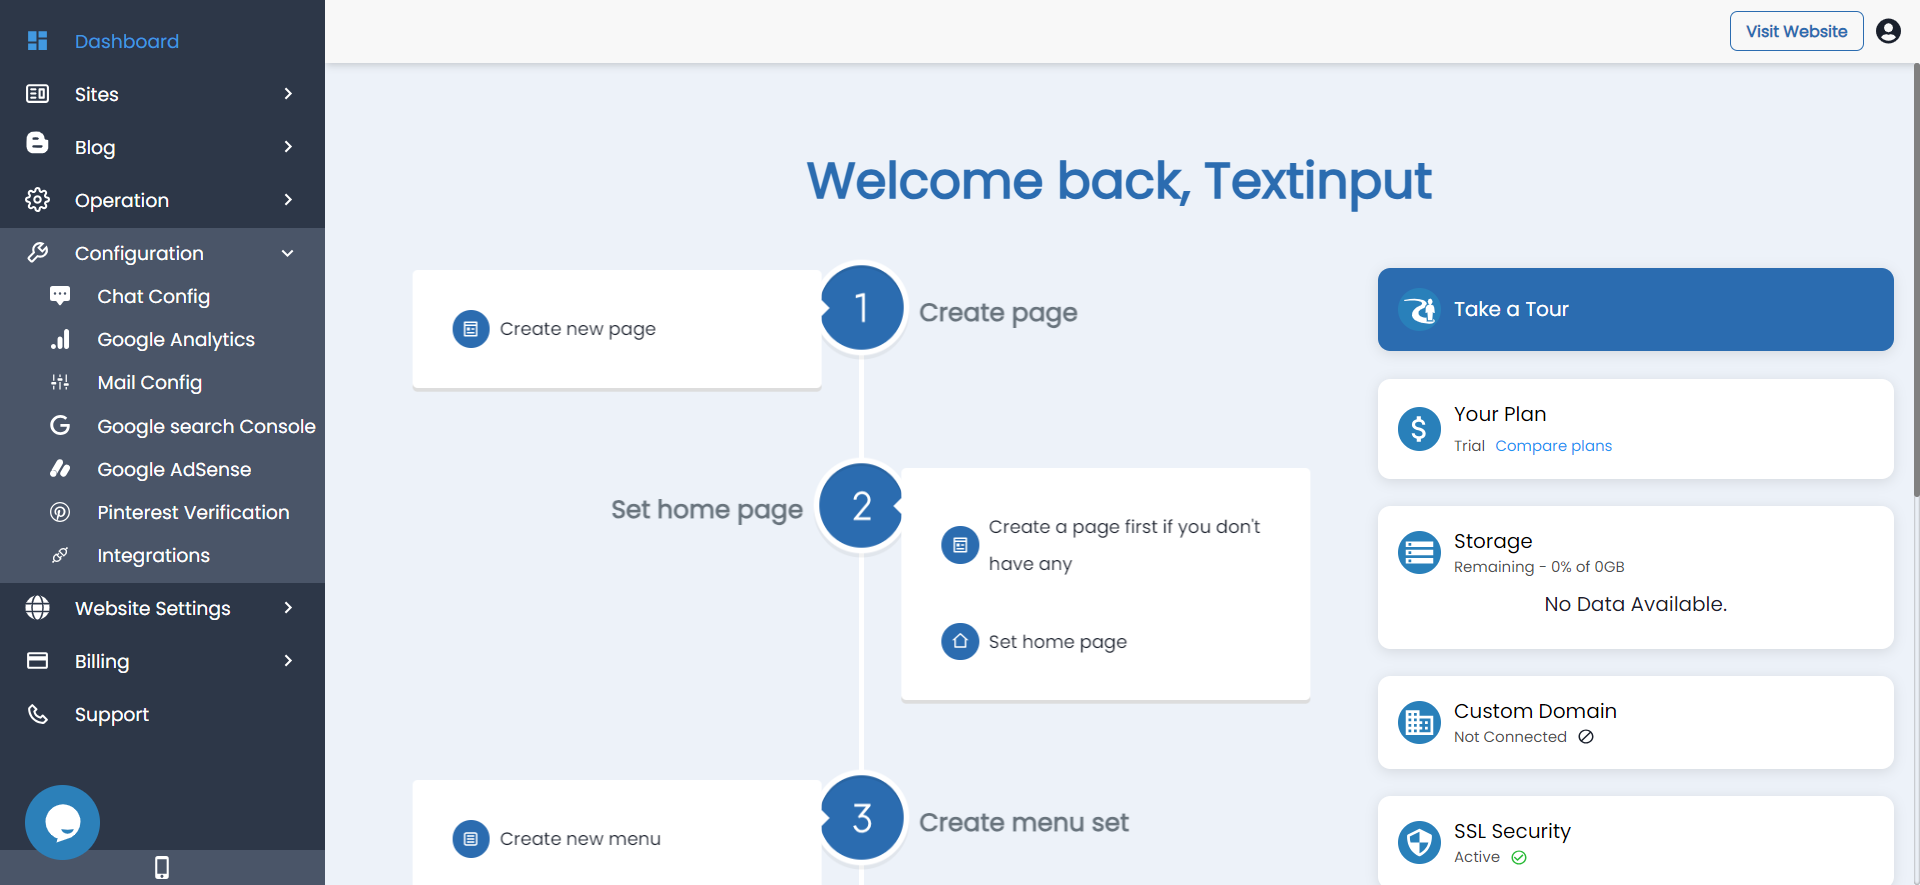 Dashboard
Sites
Blog
Operation
Configuration
Chat Config
Google Analytics
Mail Config
Google search Console
Google AdSense
Pinterest Verification
Integrations
Website Settings
Billing
Support
Visit Website
Welcome back, Textinput
Create new page
1
Create page
Set home page
2
Create a page first if you don't
have any
Set home page
Create new menu
3
Create menu set
Take a Tour
Your Plan
Trial Compare plans
Storage
Remaining - 0% of 0GB
No Data Available.
Custom Domain
Not Connected
SSL Security
Active